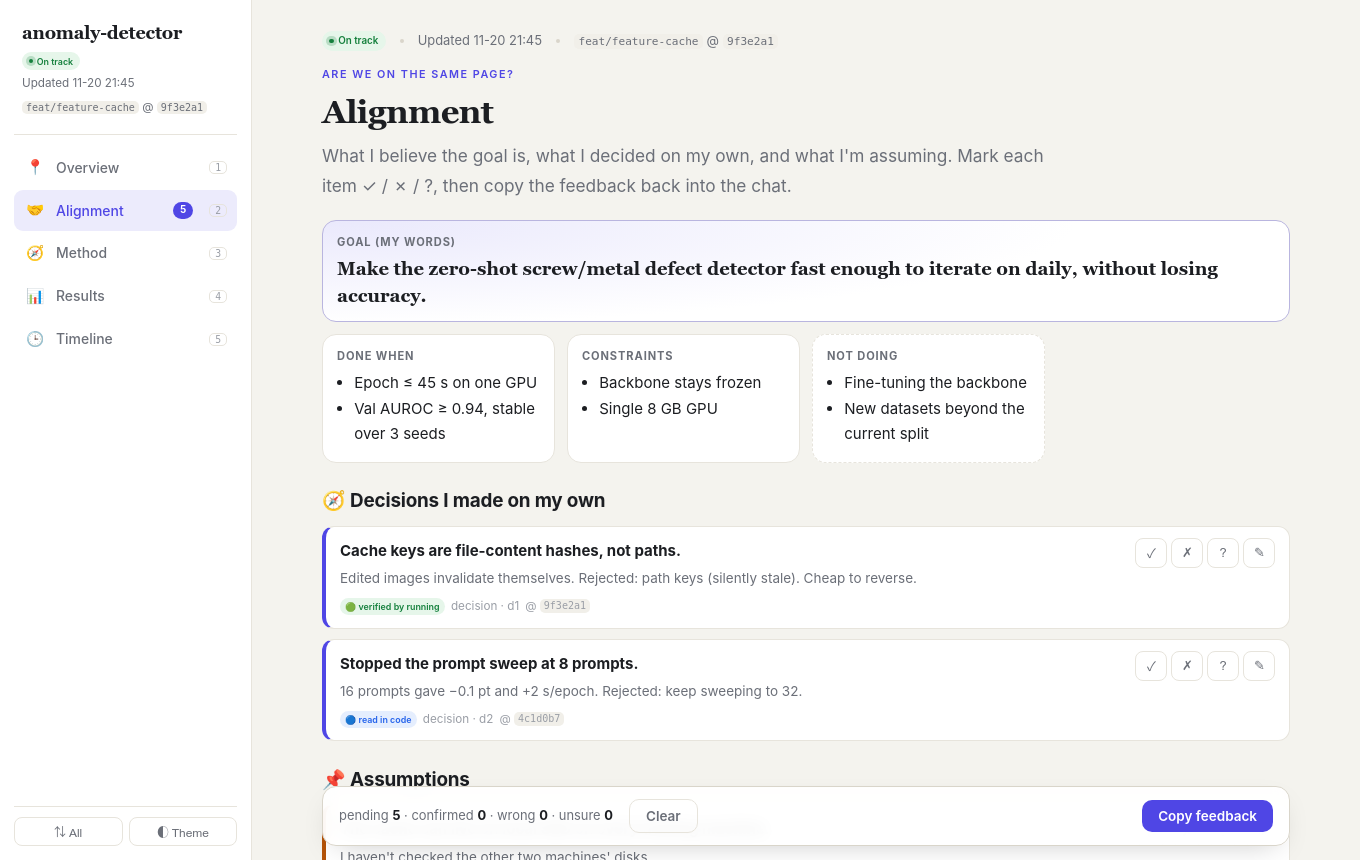 anomaly-detector
On track
Updated 11-20 21:45
feat/feature-cache @ 9f3e2a1
Overview 1
Alignment 5 2
Method 3
Results 4
Timeline 5
All
Theme
On track • Updated 11-20 21:45 • feat/feature-cache @ 9f3e2a1
ARE WE ON THE SAME PAGE?
Alignment
What I believe the goal is, what I decided on my own, and what I'm assuming. Mark each
item ✓ / ✗ / ?, then copy the feedback back into the chat.
GOAL (MY WORDS)
Make the zero-shot screw/metal defect detector fast enough to iterate on daily, without losing
accuracy.
DONE WHEN
• Epoch ≤ 45 s on one GPU
• Val AUROC ≥ 0.94, stable
over 3 seeds
CONSTRAINTS
• Backbone stays frozen
• Single 8 GB GPU
NOT DOING
• Fine-tuning the backbone
• New datasets beyond the
current split
Decisions I made on my own
Cache keys are file-content hashes, not paths.
✓ ✗ ? ✎
Edited images invalidate themselves. Rejected: path keys (silently stale). Cheap to reverse.
verified by running decision · d1 @ 9f3e2a1
Stopped the prompt sweep at 8 prompts.
✓ ✗ ? ✎
16 prompts gave −0.1 pt and +2 s/epoch. Rejected: keep sweeping to 32.
read in code decision · d2 @ 4c1d0b7
Assumptions
pending 5 · confirmed 0 · wrong 0 · unsure 0 Clear Copy feedback
I haven't checked the other two machines' disks.